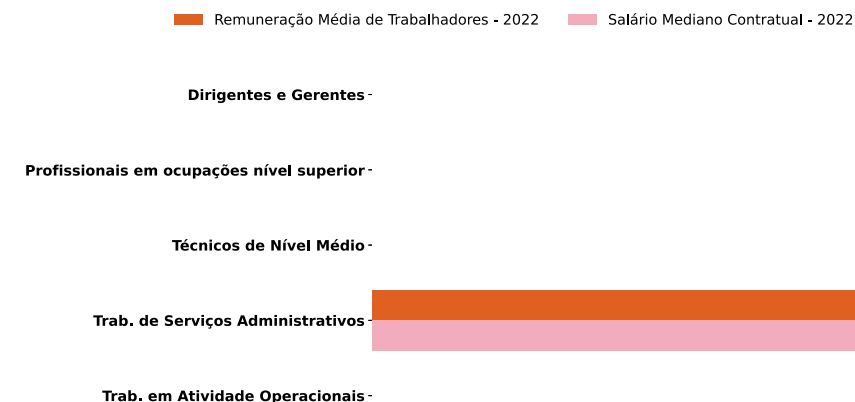 Remuneração Média de Trabalhadores - 2022 Salário Mediano Contratual - 2022
Dirigentes e Gerentes
Profissionais em ocupações nível superior
Técnicos de Nível Médio
Trab. de Serviços Administrativos
Trab. em Atividade Operacionais